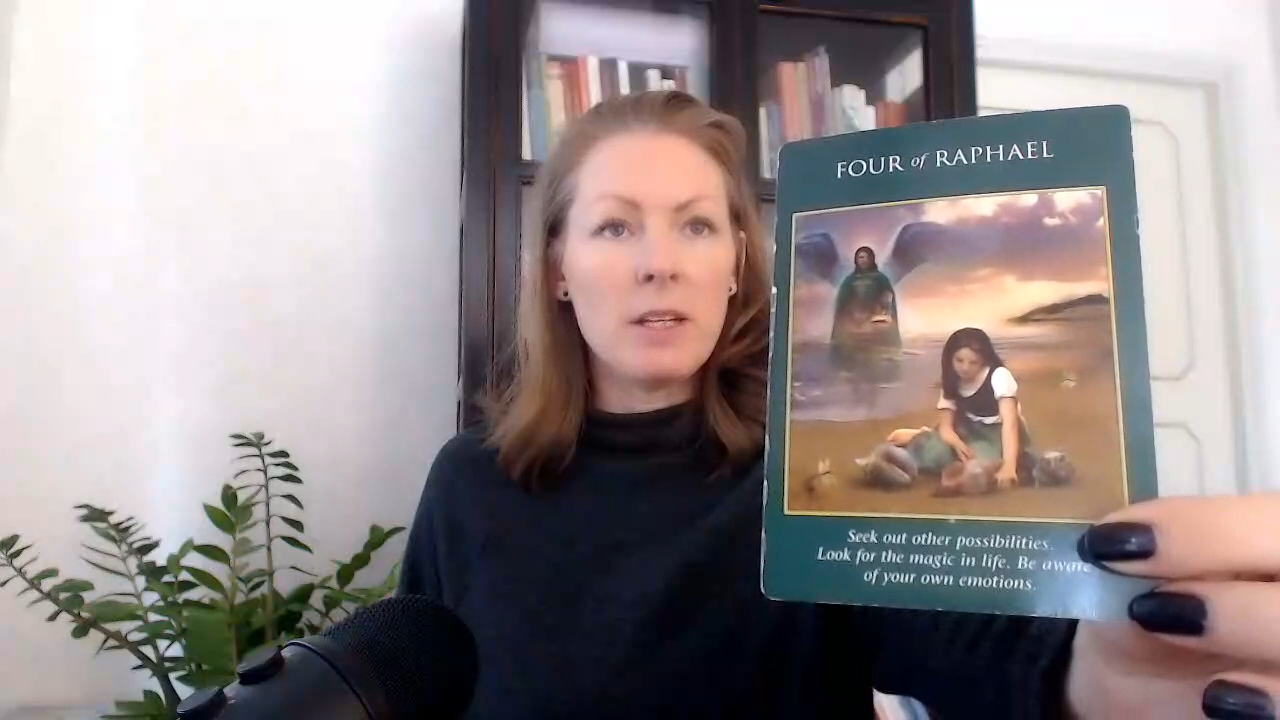 FOUR of RAPHAEL
Seek out other possibilities.
Look for the magic in life. Be aware
of your own emotions.